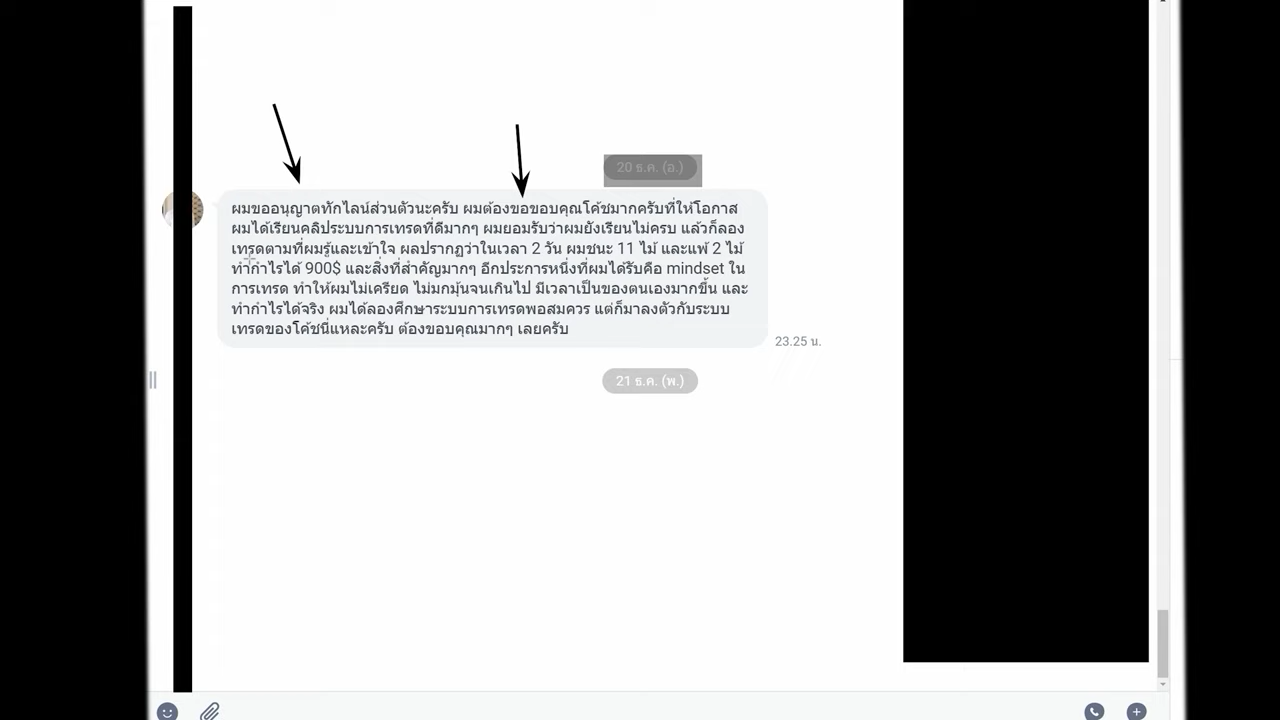 20 ธ.ค. (อ.)
ผมขออนุญาตทักไลน์ส่วนตัวนะครับ ผมต้องขอขอบคุณโค้ชมากครับที่ให้โอกาส
ผมได้เรียนคลิประบบการเทรดที่ดีมากๆ ผมยอมรับว่าผมยังเรียนไม่ครบ แล้วก็ลอง
เทรดตามที่ผมรู้และเข้าใจ ผลปรากฏว่าในเวลา 2 วัน ผมชนะ 11 ไม้ และแพ้ 2 ไม้
ทำกำไรได้ 900$ และสิ่งที่สำคัญมากๆ อีกประการหนึ่งที่ผมได้รับคือ mindset ใน
การเทรด ทำให้ผมไม่เครียด ไม่มกมุ้นจนเกินไป มีเวลาเป็นของตนเองมากขึ้น และ
ทำกำไรได้จริง ผมได้ลองศึกษาระบบการเทรดพอสมควร แต่ก็มาลงตัวกับระบบ
เทรดของโค้ชนี่แหละครับ ต้องขอบคุณมากๆ เลยครับ
23.25 น.
21 ธ.ค. (พ.)